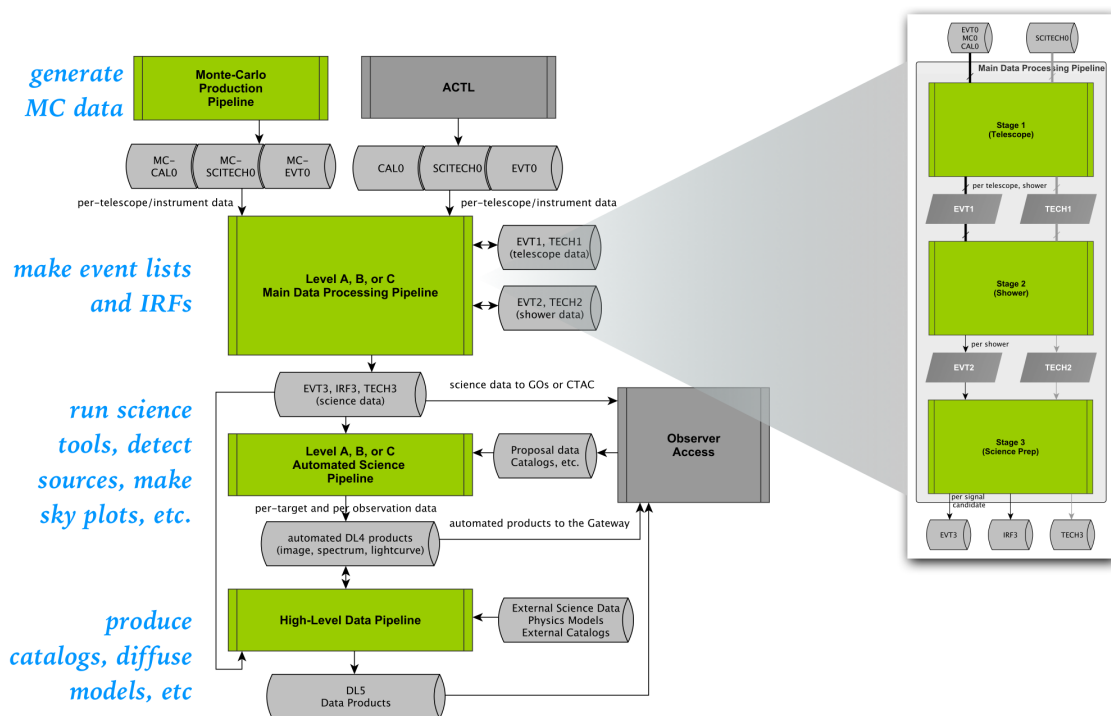 generate
MC data
Monte-Carlo
Production
Pipeline
ACTL
MC-
CAL0
MC-
SCITECH0
MC-
EVT0
CAL0
SCITECH0
EVT0
per-telescope/instrument data
per-telescope/instrument data
make event lists
and IRFs
Level A, B, or C
Main Data Processing Pipeline
EVT1, TECH1
(telescope data)
EVT2, TECH2
(shower data)
run science
tools, detect
sources, make
sky plots, etc.
EVT3, IRF3, TECH3
(science data)
science data to GOs or CTAC
Level A, B, or C
Automated Science
Pipeline
Proposal data
Catalogs, etc.
Observer
Access
per-target and per observation data
automated products to the Gateway
automated DL4 products
(image, spectrum, lightcurve)
produce
catalogs, diffuse
models, etc
High-Level Data Pipeline
External Science Data
Physics Models
External Catalogs
DL5
Data Products
EVT0
MC0
CAL0
SCITECH0
Main Data Processing Pipeline
Stage 1
(Telescope)
per telescope, shower
EVT1
TECH1
Stage 2
(Shower)
per shower
EVT2
TECH2
Stage 3
(Science Prep)
per signal
candidate
EVT3
IRF3
TECH3